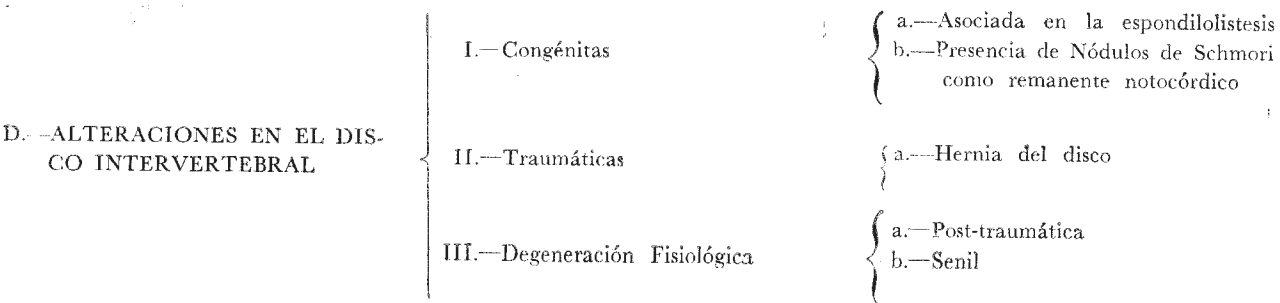 D.—ALTERACIONES EN EL DIS-
CO INTERVERTEBRAL
I.—Congénitas
a.—Asociada en la espondilolistesis
b.—Presencia de Nódulos de Schmori
como remanente notocórdico
II.—Traumáticas
a.—Hernia del disco
III.—Degeneración Fisiológica
a.—Post-traumática
b.—Senil